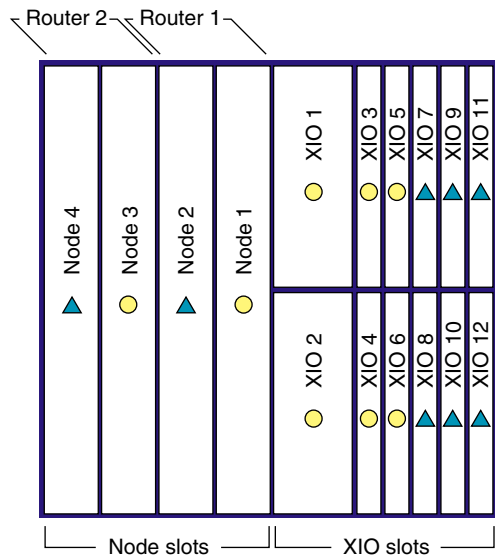 Router 2
Router 1
Node 4
Node 3
Node 2
Node 1
XIO 1
XIO 3
XIO 5
XIO 7
XIO 9
XIO 11
XIO 2
XIO 4
XIO 6
XIO 8
XIO 10
XIO 12
Node slots
XIO slots